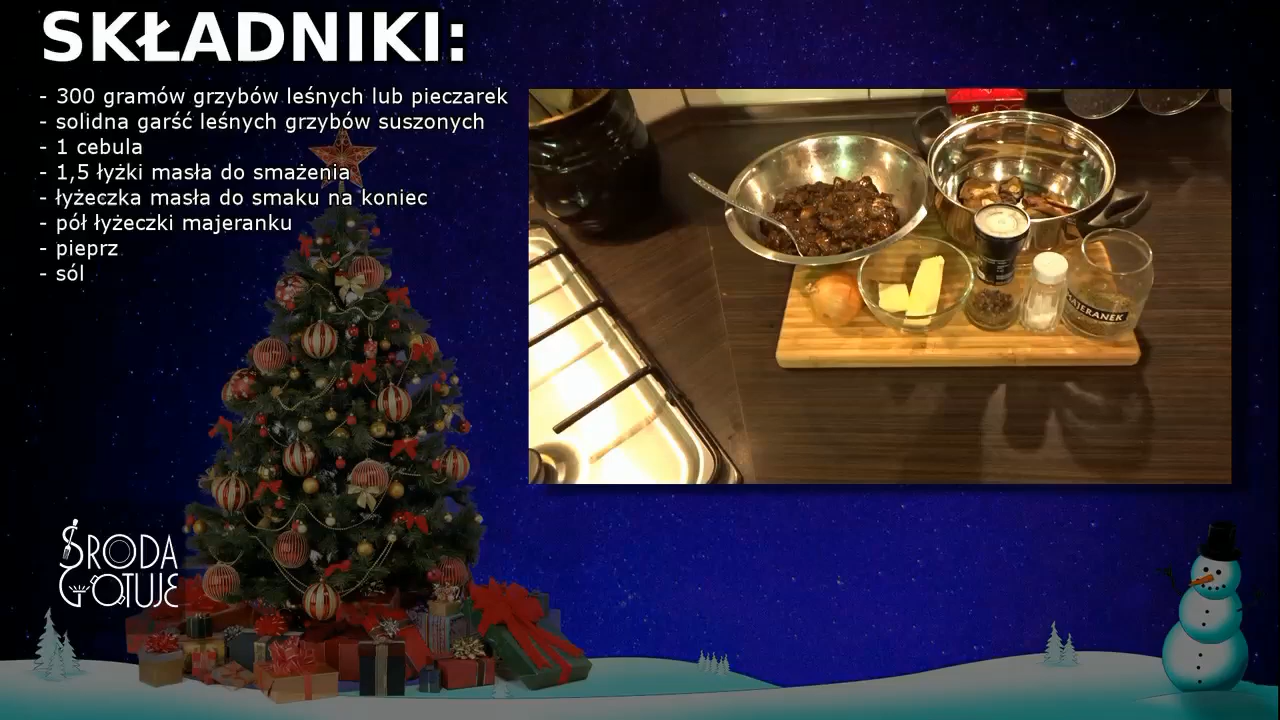 SKŁADNIKI:
- 300 gramów grzybów leśnych lub pieczarek
- solidna garść leśnych grzybów suszonych
- 1 cebula
- 1,5 łyżki masła do smażenia
- łyżeczka masła do smaku na koniec
- pół łyżeczki majeranku
- pieprz
- sól
MAJERANEK
ŚRODA
GOTUJE